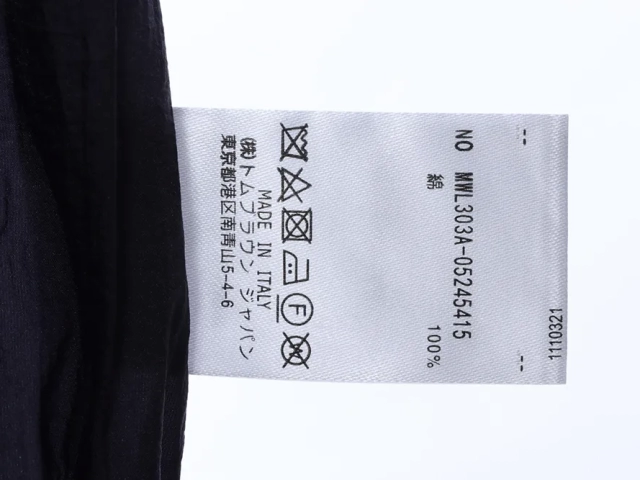 11130321
NO MWL303A-05245415
綿 100%
MADE IN ITALY
(株)トムブラウン ジャパン
東京都港区南青山5-4-6